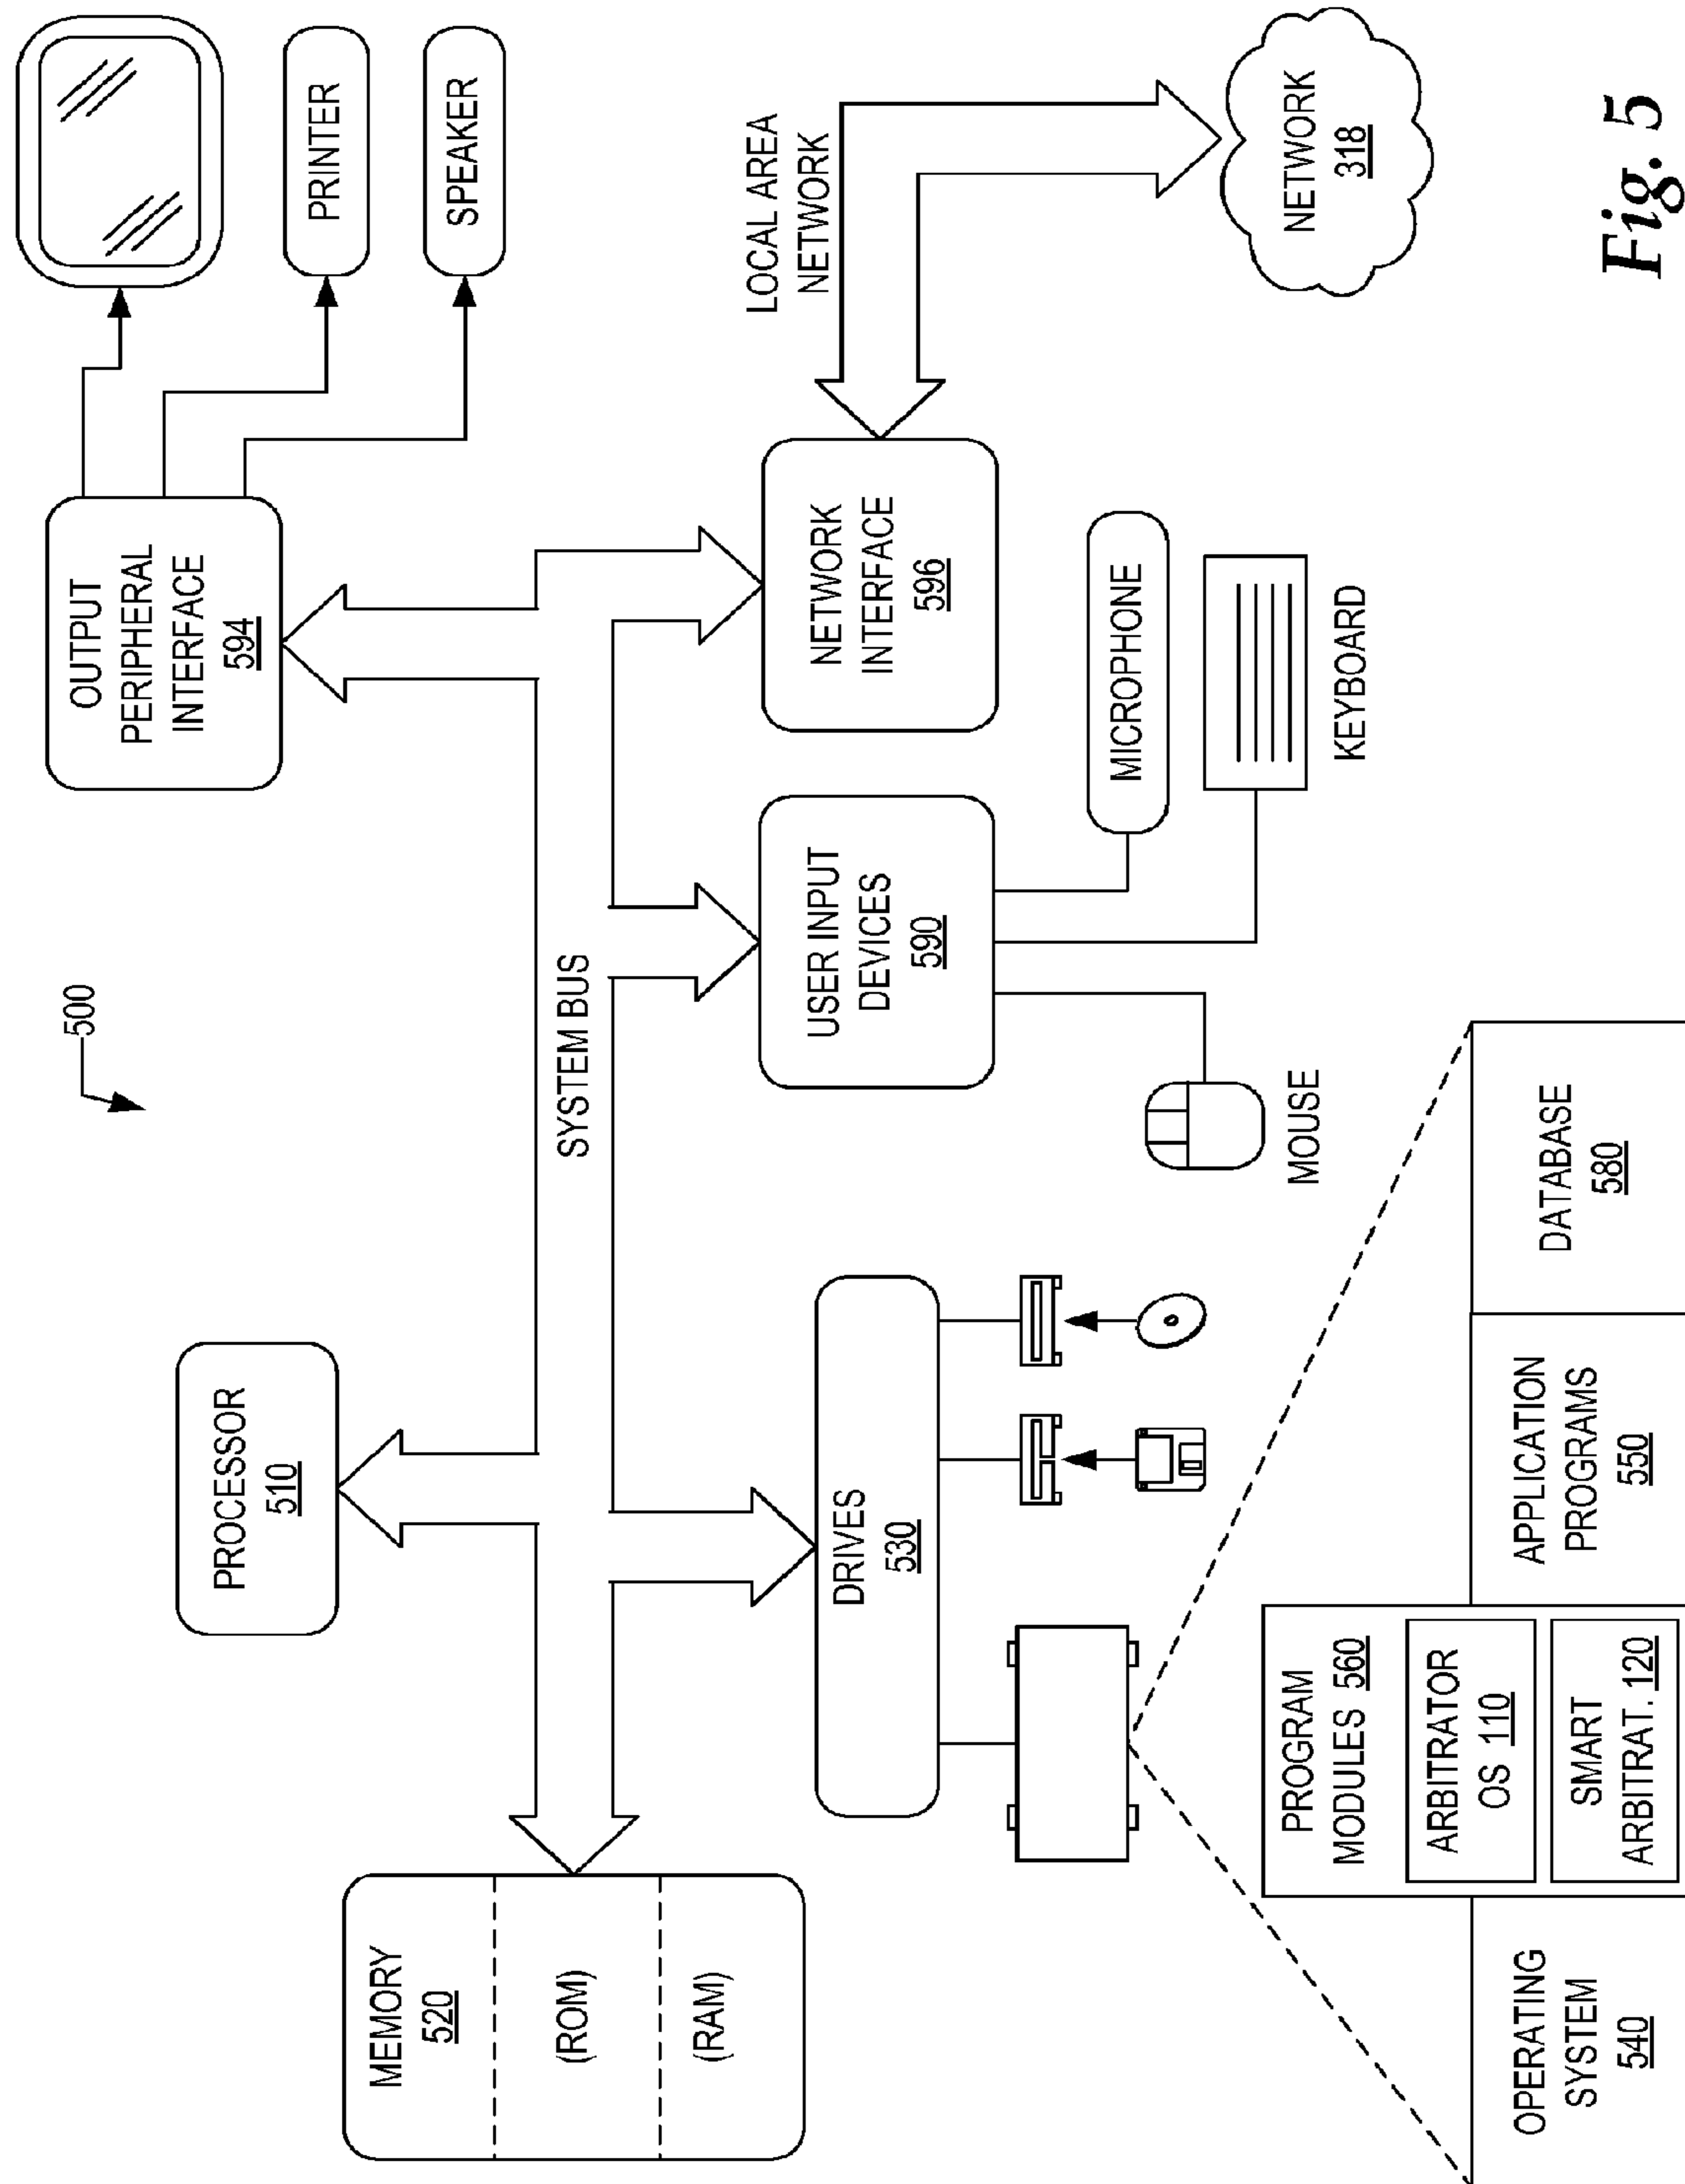 500
PROCESSOR
510
OUTPUT
PERIPHERAL
INTERFACE
594
PRINTER
SPEAKER
MEMORY
520
(ROM)
(RAM)
SYSTEM BUS
LOCAL AREA
NETWORK
DRIVES
530
USER INPUT
DEVICES
590
NETWORK
INTERFACE
596
MICROPHONE
KEYBOARD
MOUSE
NETWORK
318
OPERATING
SYSTEM
540
PROGRAM
MODULES 560
ARBITRATOR
OS 110
SMART
ARBITRAT. 120
APPLICATION
PROGRAMS
550
DATABASE
580
Fig. 5